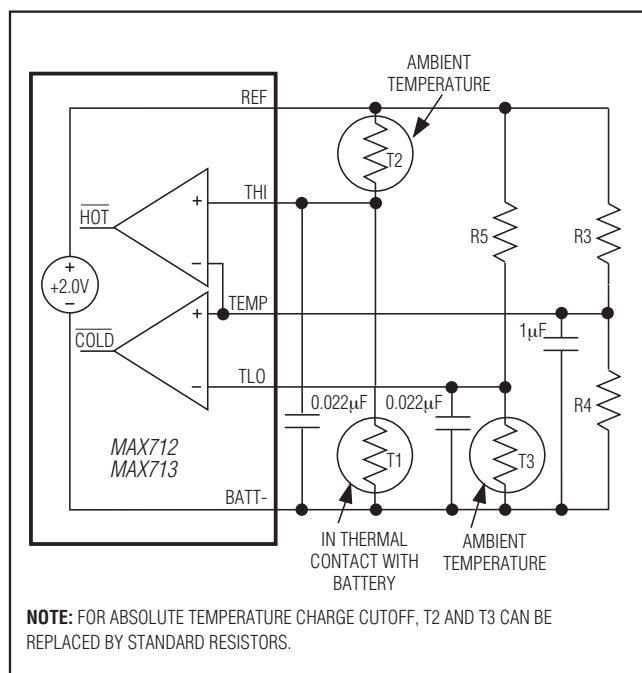 AMBIENT
TEMPERATURE
REF
T2
THI
HOT
R5
R3
+
−
+
+2.0V
−
TEMP
+
−
COLD
1µF
TLO
0.022µF
0.022µF
R4
MAX712
MAX713
T1
T3
BATT-
IN THERMAL
CONTACT WITH
BATTERY
AMBIENT
TEMPERATURE
NOTE: FOR ABSOLUTE TEMPERATURE CHARGE CUTOFF, T2 AND T3 CAN BE
REPLACED BY STANDARD RESISTORS.